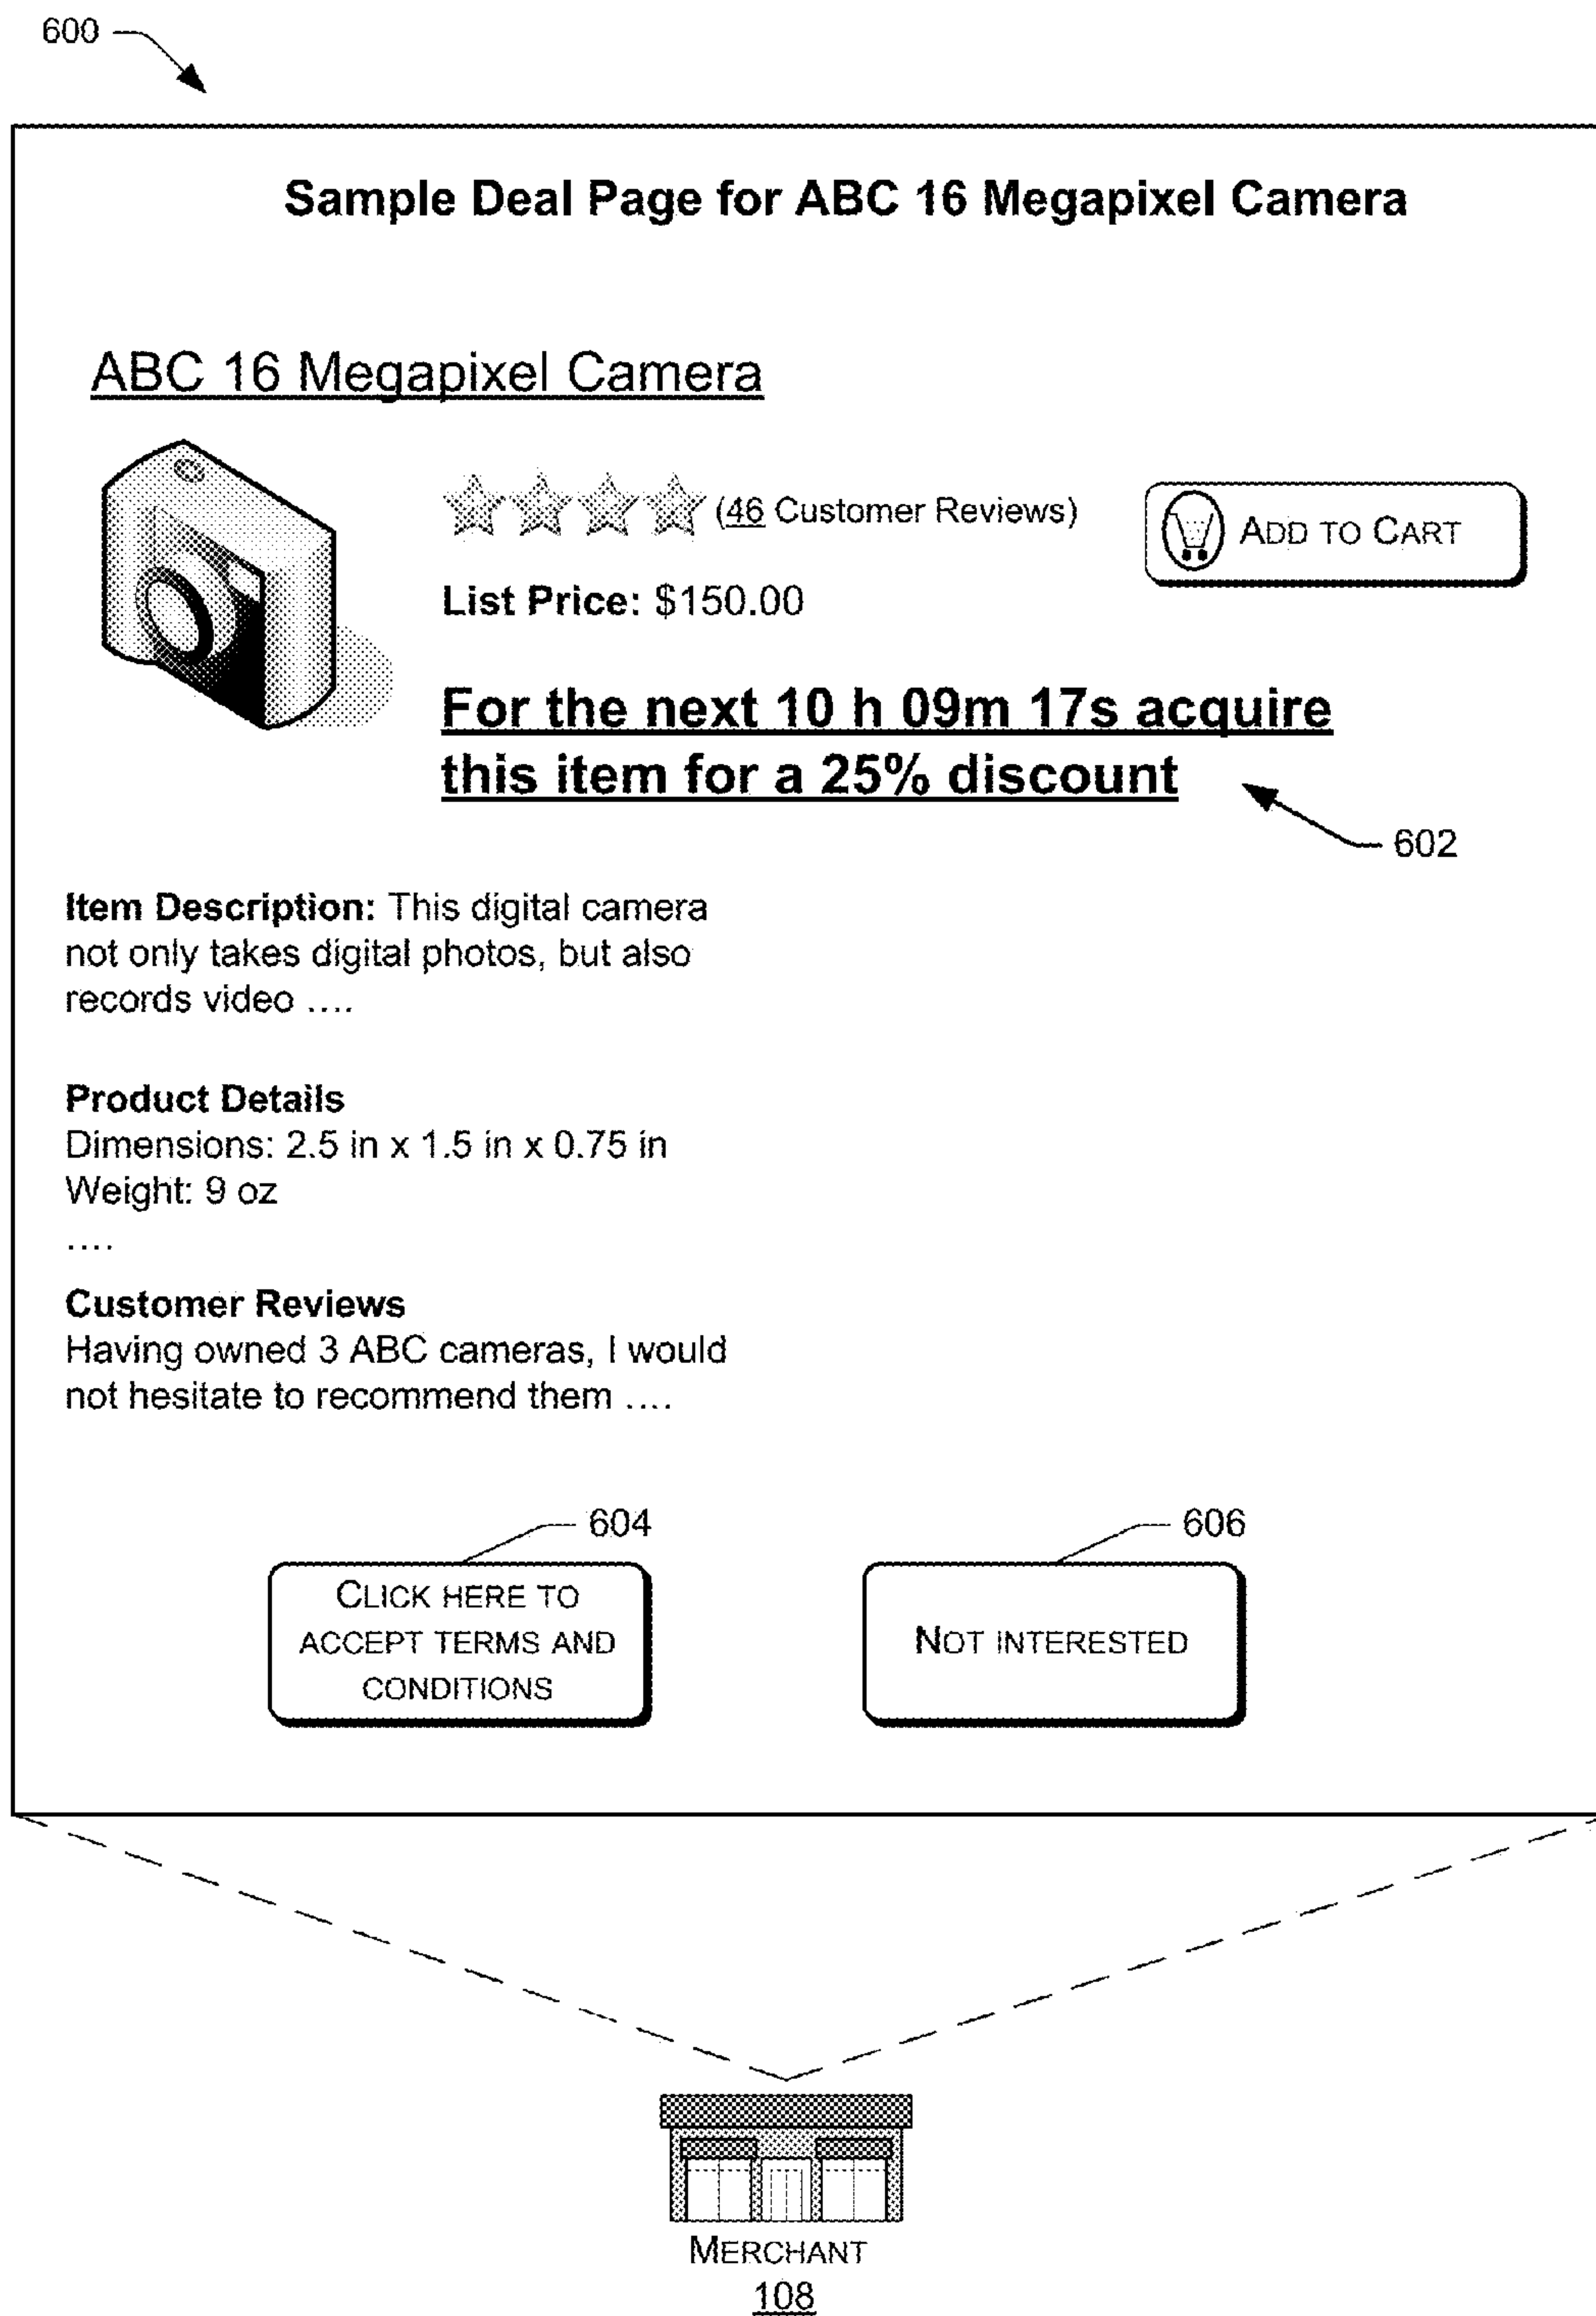 600
Sample Deal Page for ABC 16 Megapixel Camera
ABC 16 Megapixel Camera
(46 Customer Reviews)
ADD TO CART
List Price: $150.00
For the next 10 h 09m 17s acquire
this item for a 25% discount
602
Item Description: This digital camera
not only takes digital photos, but also
records video ....
Product Details
Dimensions: 2.5 in x 1.5 in x 0.75 in
Weight: 9 oz
....
Customer Reviews
Having owned 3 ABC cameras, I would
not hesitate to recommend them ....
604
CLICK HERE TO
ACCEPT TERMS AND
CONDITIONS
606
NOT INTERESTED
MERCHANT
108